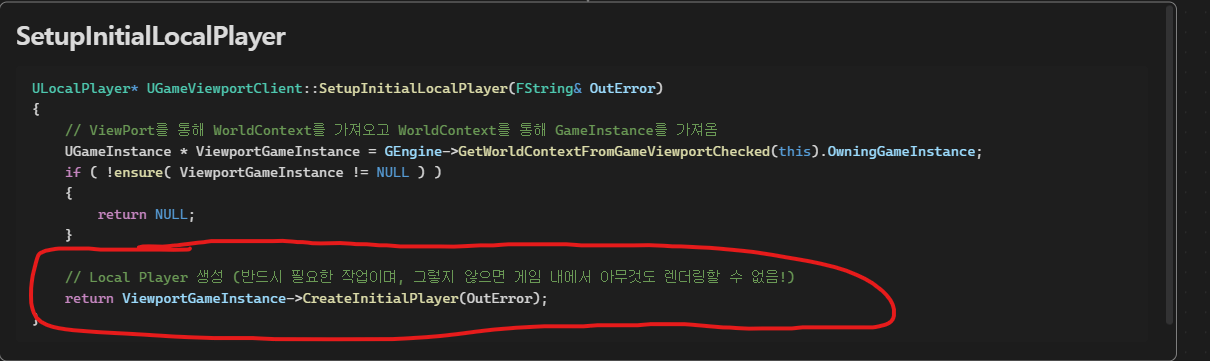 SetupInitialLocalPlayer
ULocalPlayer* UGameViewportClient::SetupInitialLocalPlayer(FString& OutError)
{
// ViewPort를 통해 WorldContext를 가져오고 WorldContext를 통해 GameInstance를 가져옴
UGameInstance * ViewportGameInstance = GEngine->GetWorldContextFromGameViewportChecked(this).OwningGameInstance;
if ( !ensure( ViewportGameInstance != NULL ) )
{
return NULL;
}
// Local Player 생성 (반드시 필요한 작업이며, 그렇지 않으면 게임 내에서 아무것도 렌더링할 수 없음!)
return ViewportGameInstance->CreateInitialPlayer(OutError);
}